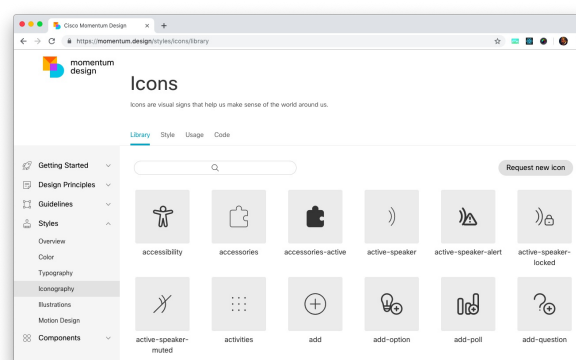 Cisco Momentum Design
https://momentum.design/styles/icons/library
momentum
design
Icons
Icons are visual signs that help us make sense of the world around us.
Library Style Usage Code
Getting Started
Design Principles
Guidelines
Styles
Overview
Color
Typography
Iconography
Illustrations
Motion Design
Components
Request new icon
accessibility
accessories
accessories-active
active-speaker
active-speaker-alert
active-speaker-
locked
active-speaker-
muted
activities
add
add-option
add-poll
add-question